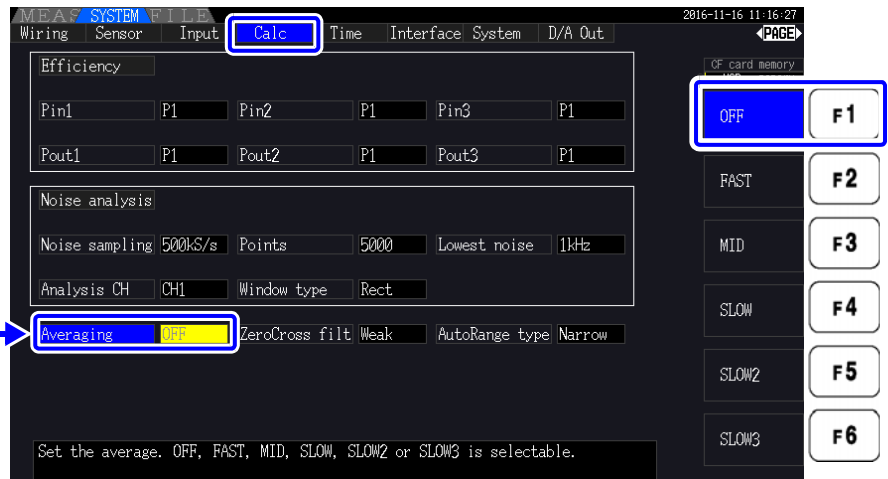 MEAS SYSTEM FILE 2016-11-16 11:16:27
Wiring Sensor Input Calc Time Interface System D/A Out PAGE
Efficiency CF card memory
Pin1 P1 Pin2 P1 Pin3 P1 OFF F1
Pout1 P1 Pout2 P1 Pout3 P1
FAST F2
Noise analysis
Noise sampling 500kS/s Points 5000 Lowest noise 1kHz MID F3
Analysis CH CH1 Window type Rect
SLOW F4
Averaging OFF ZeroCross filt Weak AutoRange type Narrow
SLOW2 F5
SLOW3 F6
Set the average. OFF, FAST, MID, SLOW, SLOW2 or SLOW3 is selectable.